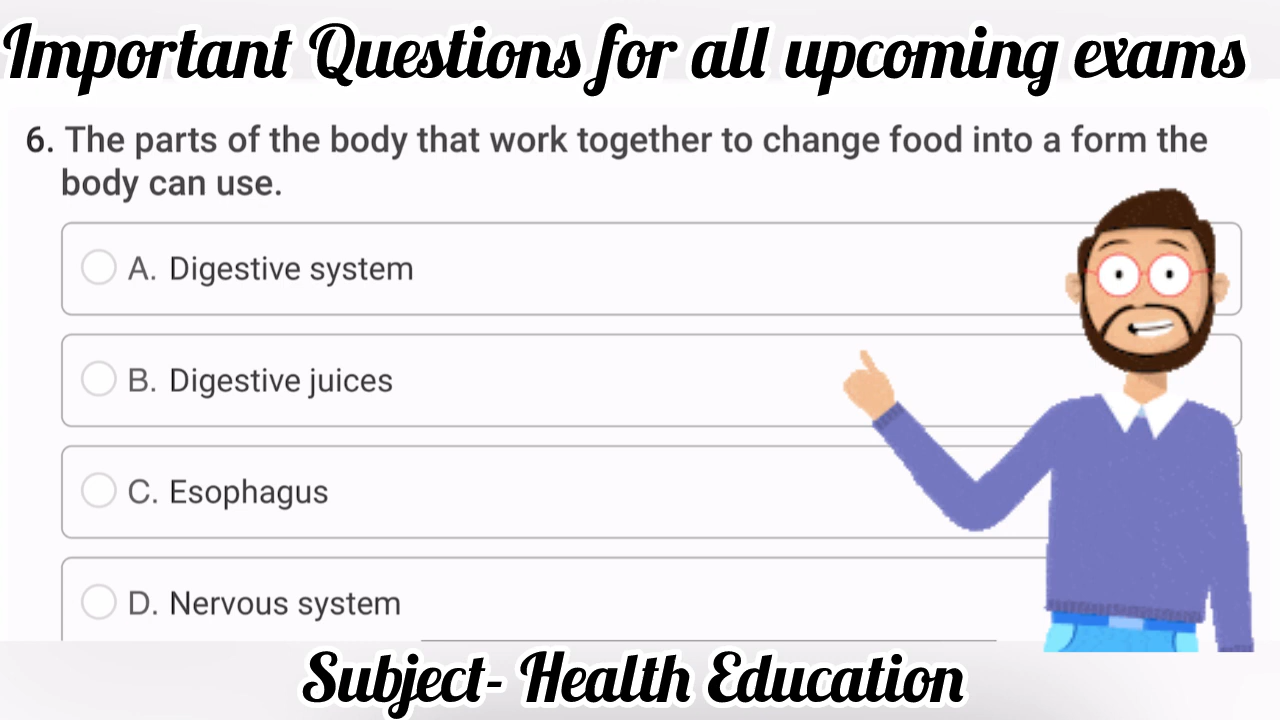 Important Questions for all upcoming exams
6. The parts of the body that work together to change food into a form the
body can use.
A. Digestive system
B. Digestive juices
C. Esophagus
D. Nervous system
Subject- Health Education